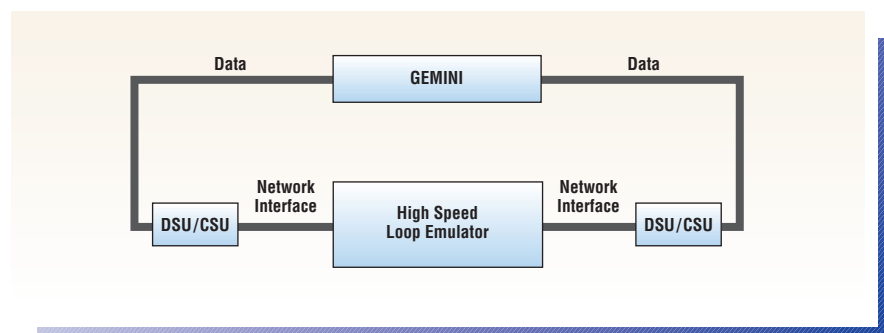 Data
GEMINI
Data
Network
Interface
Network
Interface
DSU/CSU
High Speed
Loop Emulator
DSU/CSU